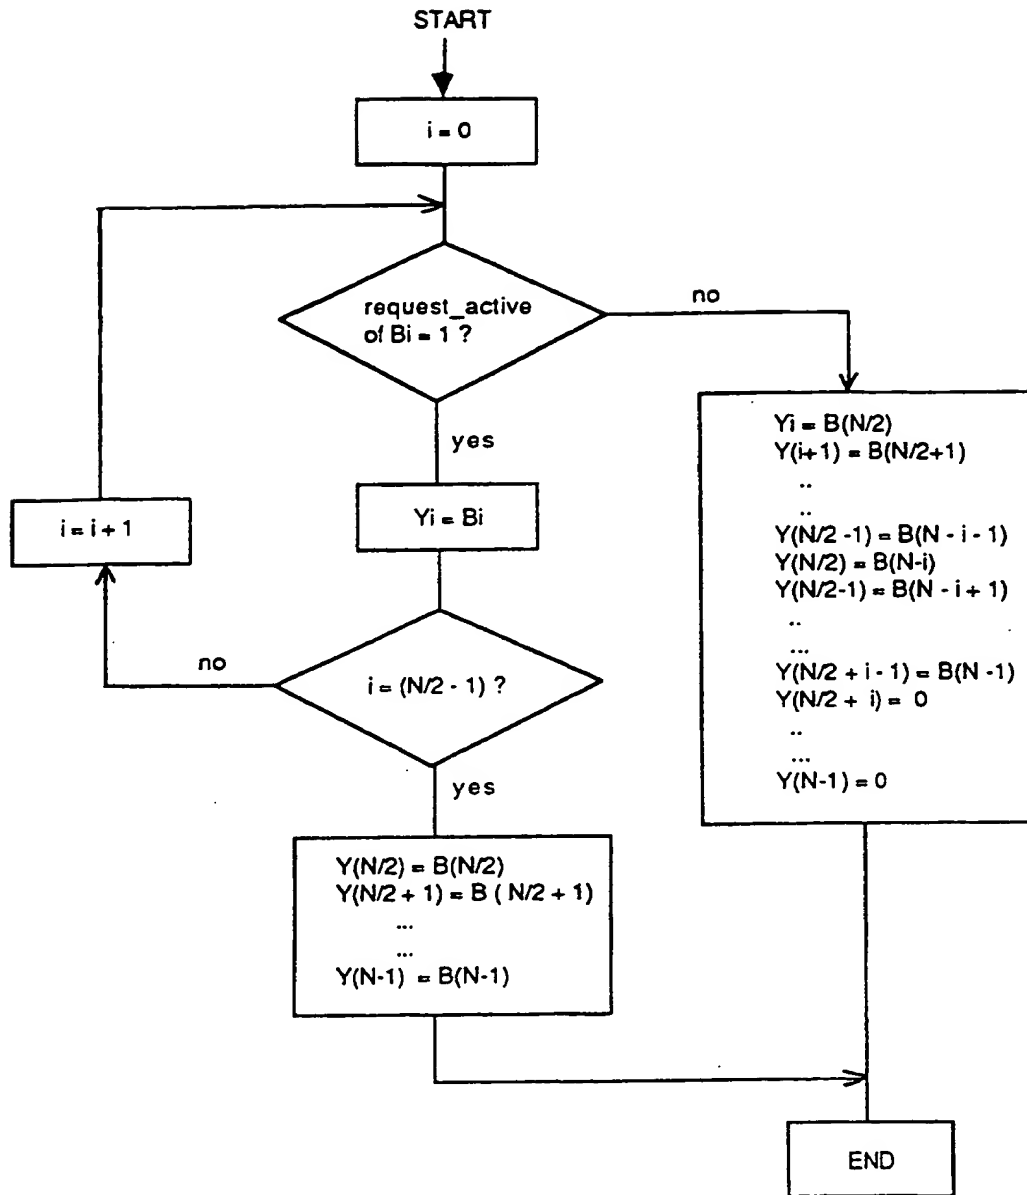 START
i = 0
request_active
of Bi = 1 ?
no
yes
Yi = Bi
i = i + 1
no
i = (N/2 - 1) ?
yes
Y(N/2) = B(N/2)
Y(N/2 + 1) = B ( N/2 + 1)
...
...
Y(N-1) = B(N-1)
Yi = B(N/2)
Y(i+1) = B(N/2+1)
..
..
Y(N/2 -1) = B(N - i - 1)
Y(N/2) = B(N-i)
Y(N/2-1) = B(N - i + 1)
..
...
Y(N/2 + i - 1) = B(N -1)
Y(N/2 + i) = 0
..
...
Y(N-1) = 0
END